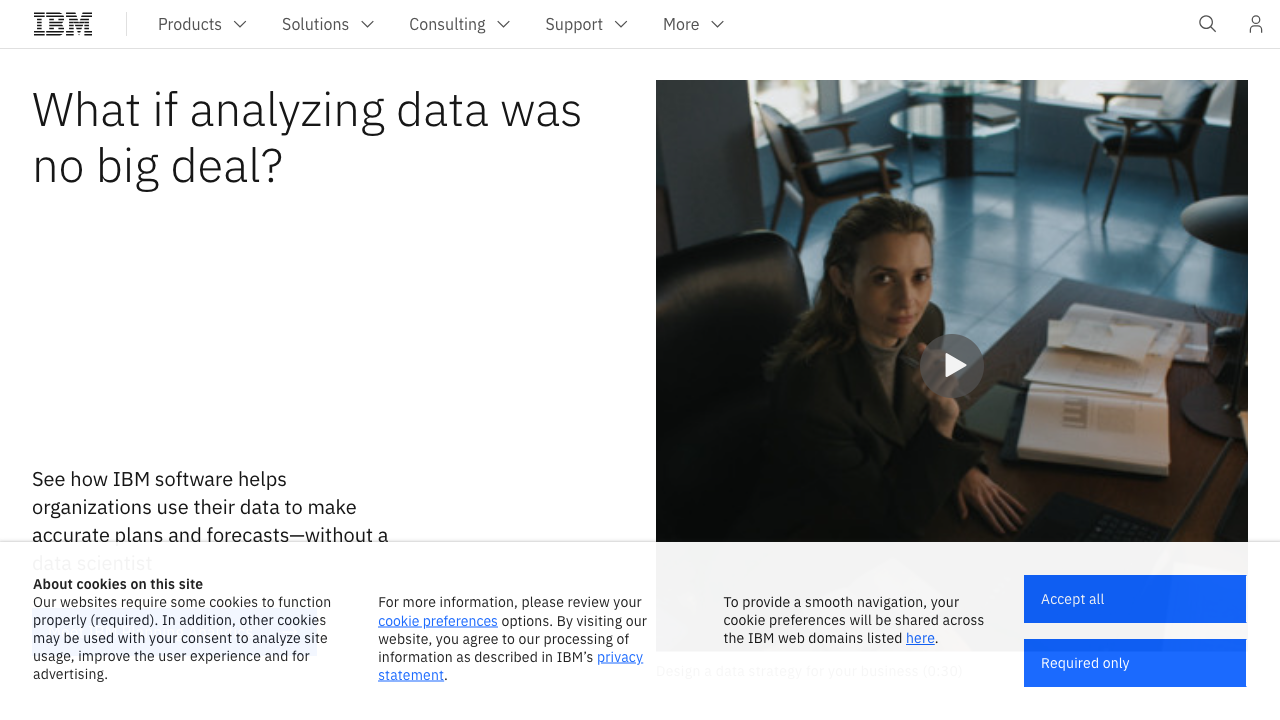 IBM
Products
Solutions
Consulting
Support
More
What if analyzing data was
no big deal?
See how IBM software helps
organizations use their data to make
accurate plans and forecasts—without a
data scientist
Design a data strategy for your business (0:30)
About cookies on this site
Our websites require some cookies to function
properly (required). In addition, other cookies
may be used with your consent to analyze site
usage, improve the user experience and for
advertising.
For more information, please review your
cookie preferences options. By visiting our
website, you agree to our processing of
information as described in IBM's privacy
statement.
To provide a smooth navigation, your
cookie preferences will be shared across
the IBM web domains listed here.
Accept all
Required only